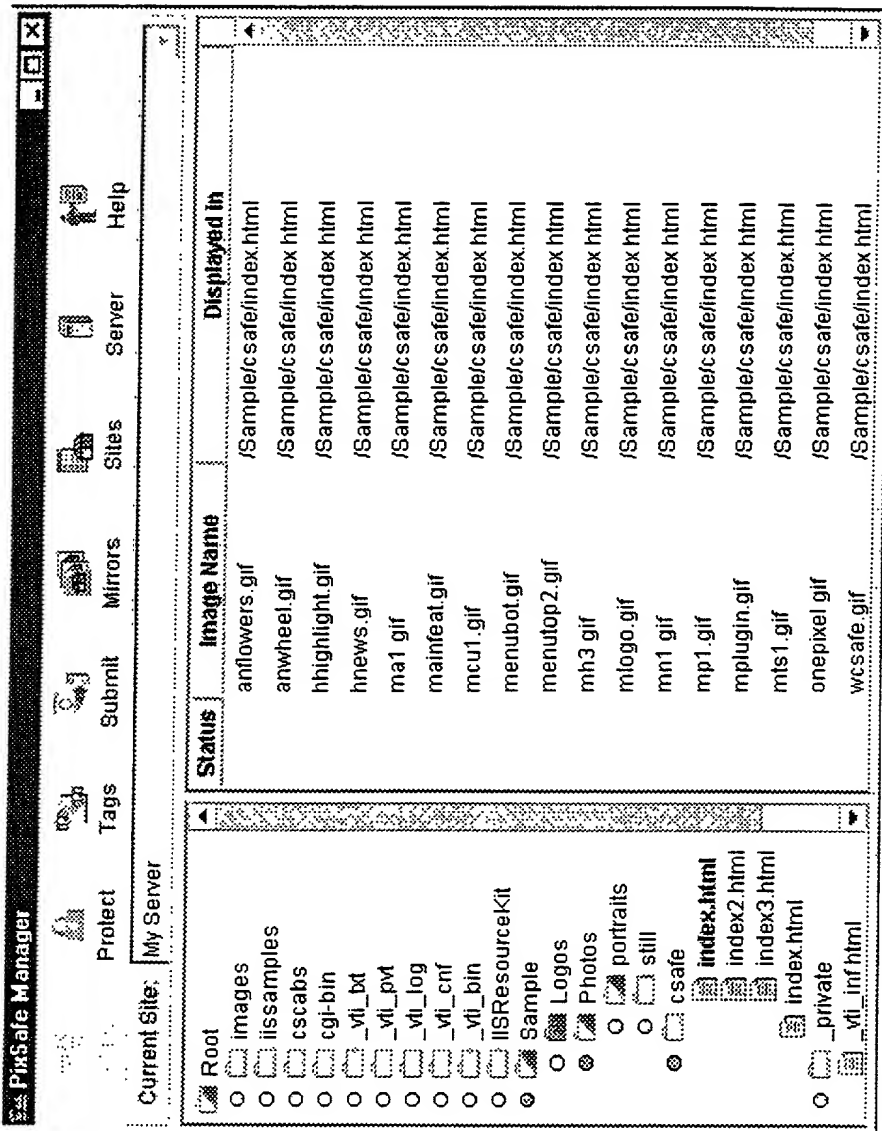 PixSafe Manager
Protect Tags Submit Mirrors Sites Server Help
Current Site: My Server
Root
images
iissamples
cscabs
cgi-bin
_vti_txt
_vti_pvt
_vti_log
_vti_cnf
_vti_bin
IISResourceKit
Sample
Logos
Photos
portraits
still
csafe
index.html
index2.html
index3.html
index.html
_private
_vti_inf.html
Status Image Name Displayed In
anflowers.gif /Sample/csafe/index.html
anwheel.gif /Sample/csafe/index.html
hhighlight.gif /Sample/csafe/index.html
hnews.gif /Sample/csafe/index.html
ma1.gif /Sample/csafe/index.html
mainfeat.gif /Sample/csafe/index.html
mcu1.gif /Sample/csafe/index.html
menubot.gif /Sample/csafe/index.html
menutop2.gif /Sample/csafe/index.html
mh3.gif /Sample/csafe/index.html
mlogo.gif /Sample/csafe/index.html
mn1.gif /Sample/csafe/index.html
mp1.gif /Sample/csafe/index.html
mplugin.gif /Sample/csafe/index.html
mts1.gif /Sample/csafe/index.html
onepixel.gif /Sample/csafe/index.html
wcsafe.gif /Sample/csafe/index.html